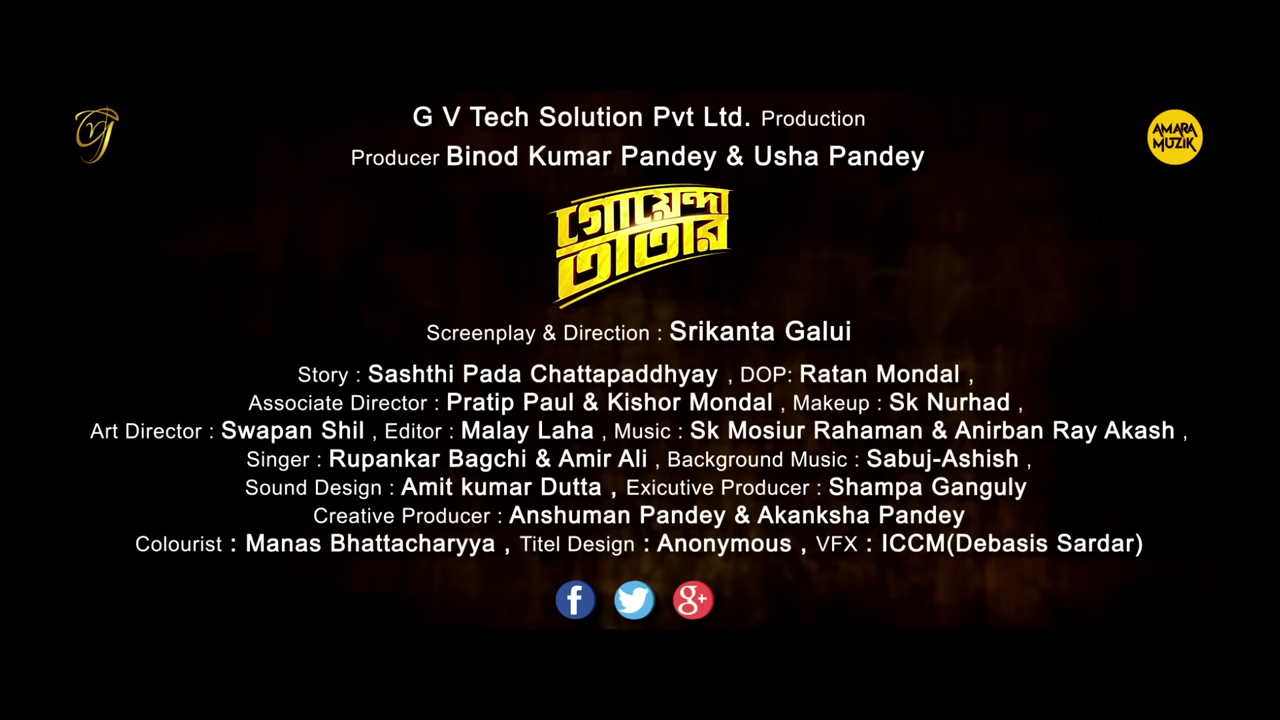 G V Tech Solution Pvt Ltd. Production
Producer Binod Kumar Pandey & Usha Pandey
AMARA
MUZIK
গোয়েন্দা
তাতার
Screenplay & Direction : Srikanta Galui
Story : Sashthi Pada Chattapaddhyay , DOP: Ratan Mondal ,
Associate Director : Pratip Paul & Kishor Mondal , Makeup : Sk Nurhad ,
Art Director : Swapan Shil , Editor : Malay Laha , Music : Sk Mosiur Rahaman & Anirban Ray Akash ,
Singer : Rupankar Bagchi & Amir Ali , Background Music : Sabuj-Ashish ,
Sound Design : Amit kumar Dutta , Exicutive Producer : Shampa Ganguly
Creative Producer : Anshuman Pandey & Akanksha Pandey
Colourist : Manas Bhattacharyya , Titel Design : Anonymous , VFX : ICCM(Debasis Sardar)
f g+